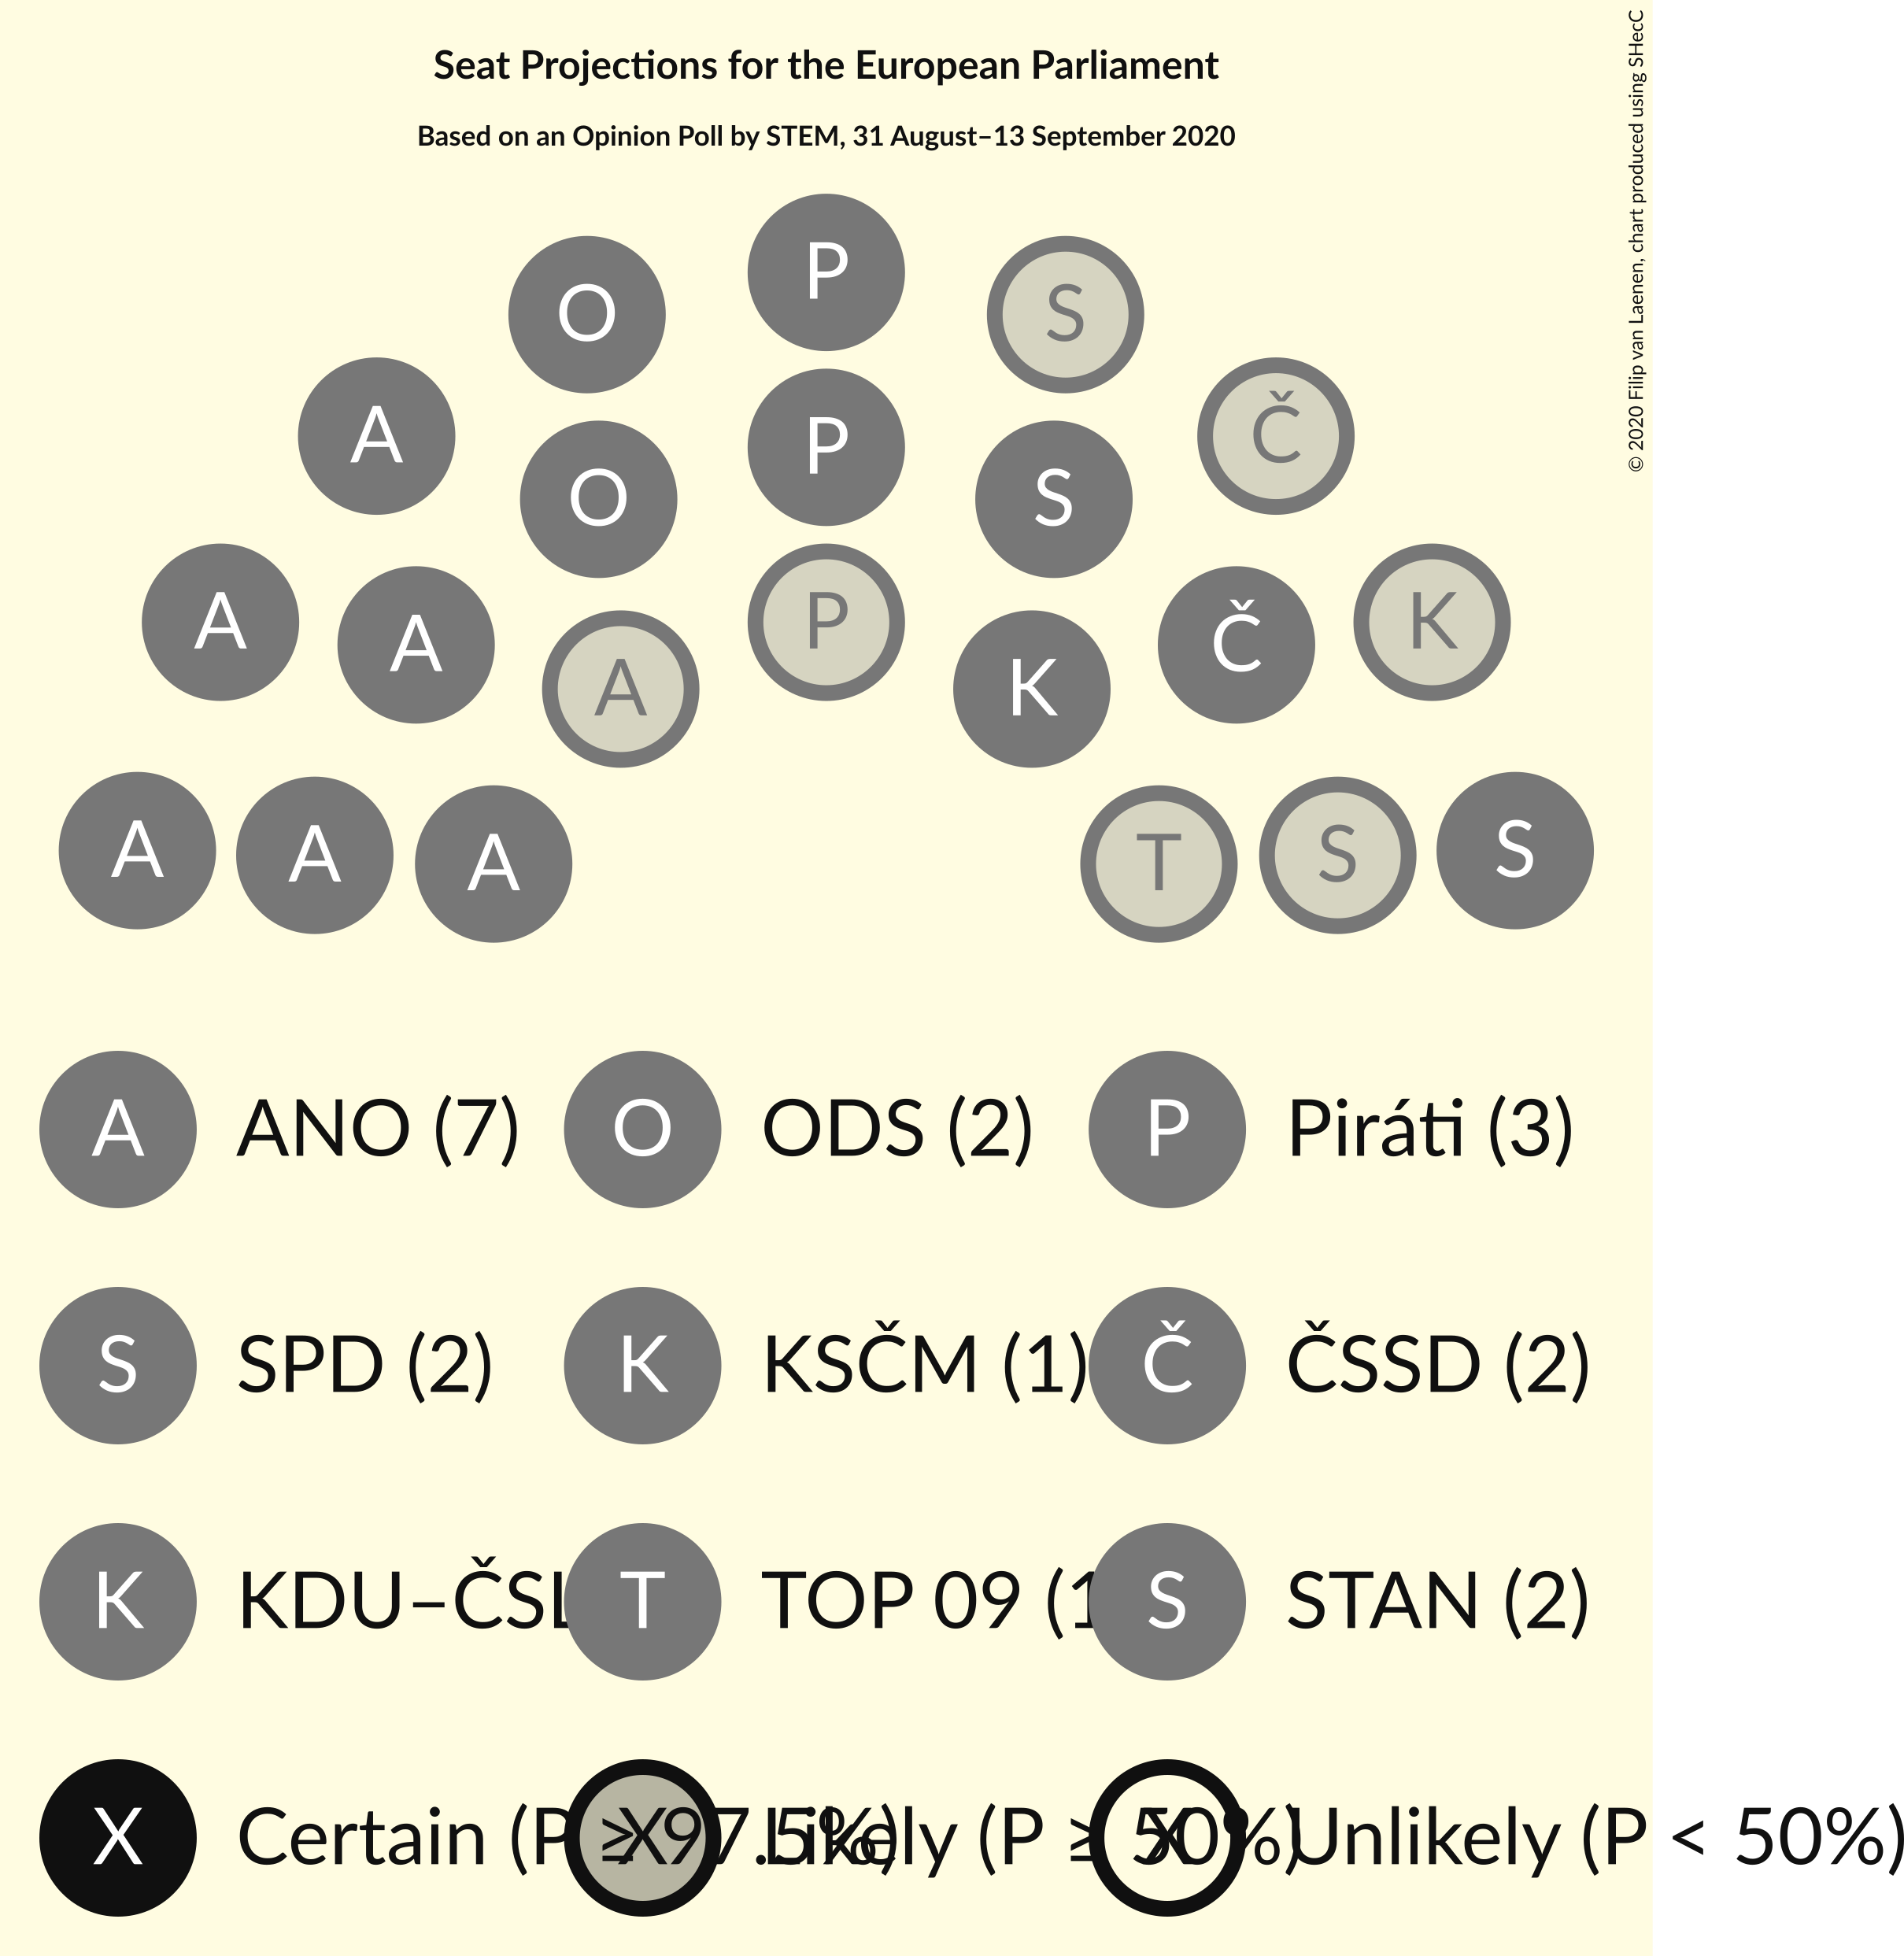 Seat Projections for the European Parliament
Based on an Opinion Poll by STEM, 31 August–13 September 2020
© 2020 Filip van Laenen, chart produced using SHecC
P
O S
A Č
P
O S
A K
P
A Č
A K
A S
A S
A T
A ANO (7) O ODS (2) P Piráti (3)
S SPD (2) K KSČM (1) Č ČSSD (2)
K KDU–ČSL T TOP 09 (1 S STAN (2)
X Certain (P ≥ 97.5%) X Likely (P ≥ 50%) X Unlikely (P < 50%)